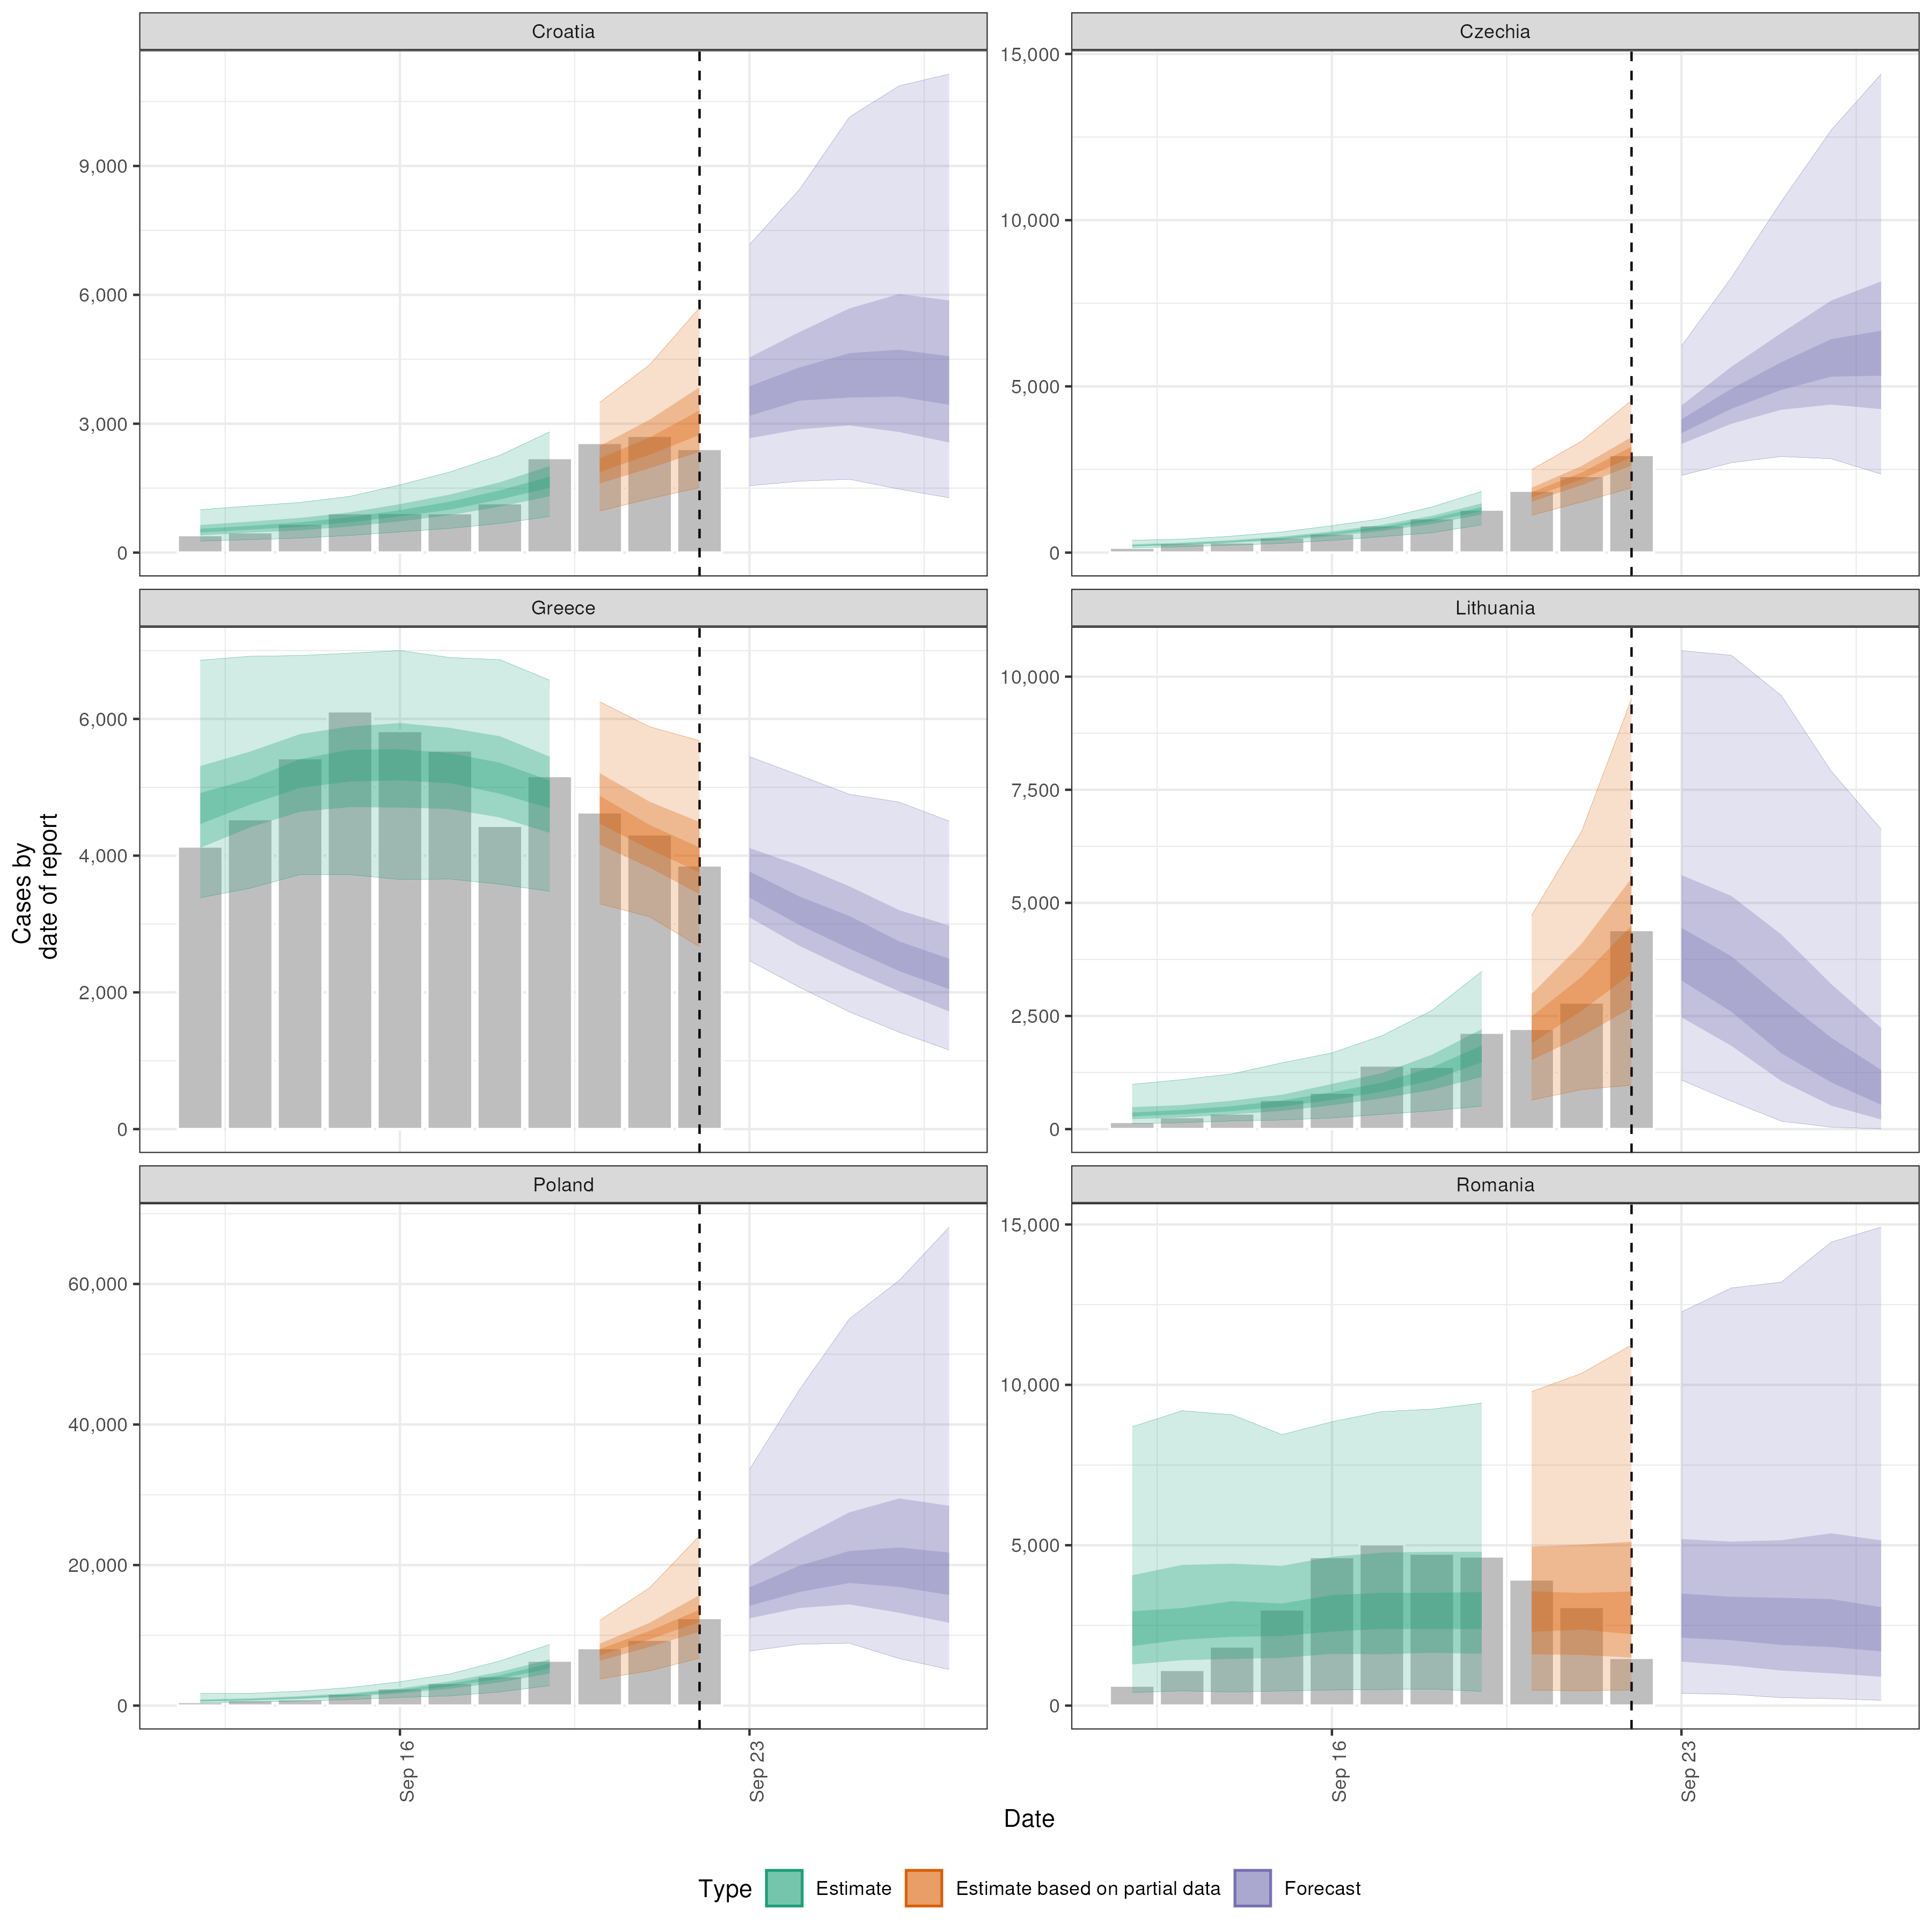 Croatia
Czechia
15,000
9,000
10,000
6,000
5,000
3,000
0
0
Greece
Lithuania
10,000
6,000
7,500
4,000
5,000
2,000
2,500
0
0
Cases by
date of report
Poland
Romania
15,000
60,000
10,000
40,000
5,000
20,000
0
0
Sep 16
Sep 23
Sep 16
Sep 23
Date
Type
Estimate
Estimate based on partial data
Forecast